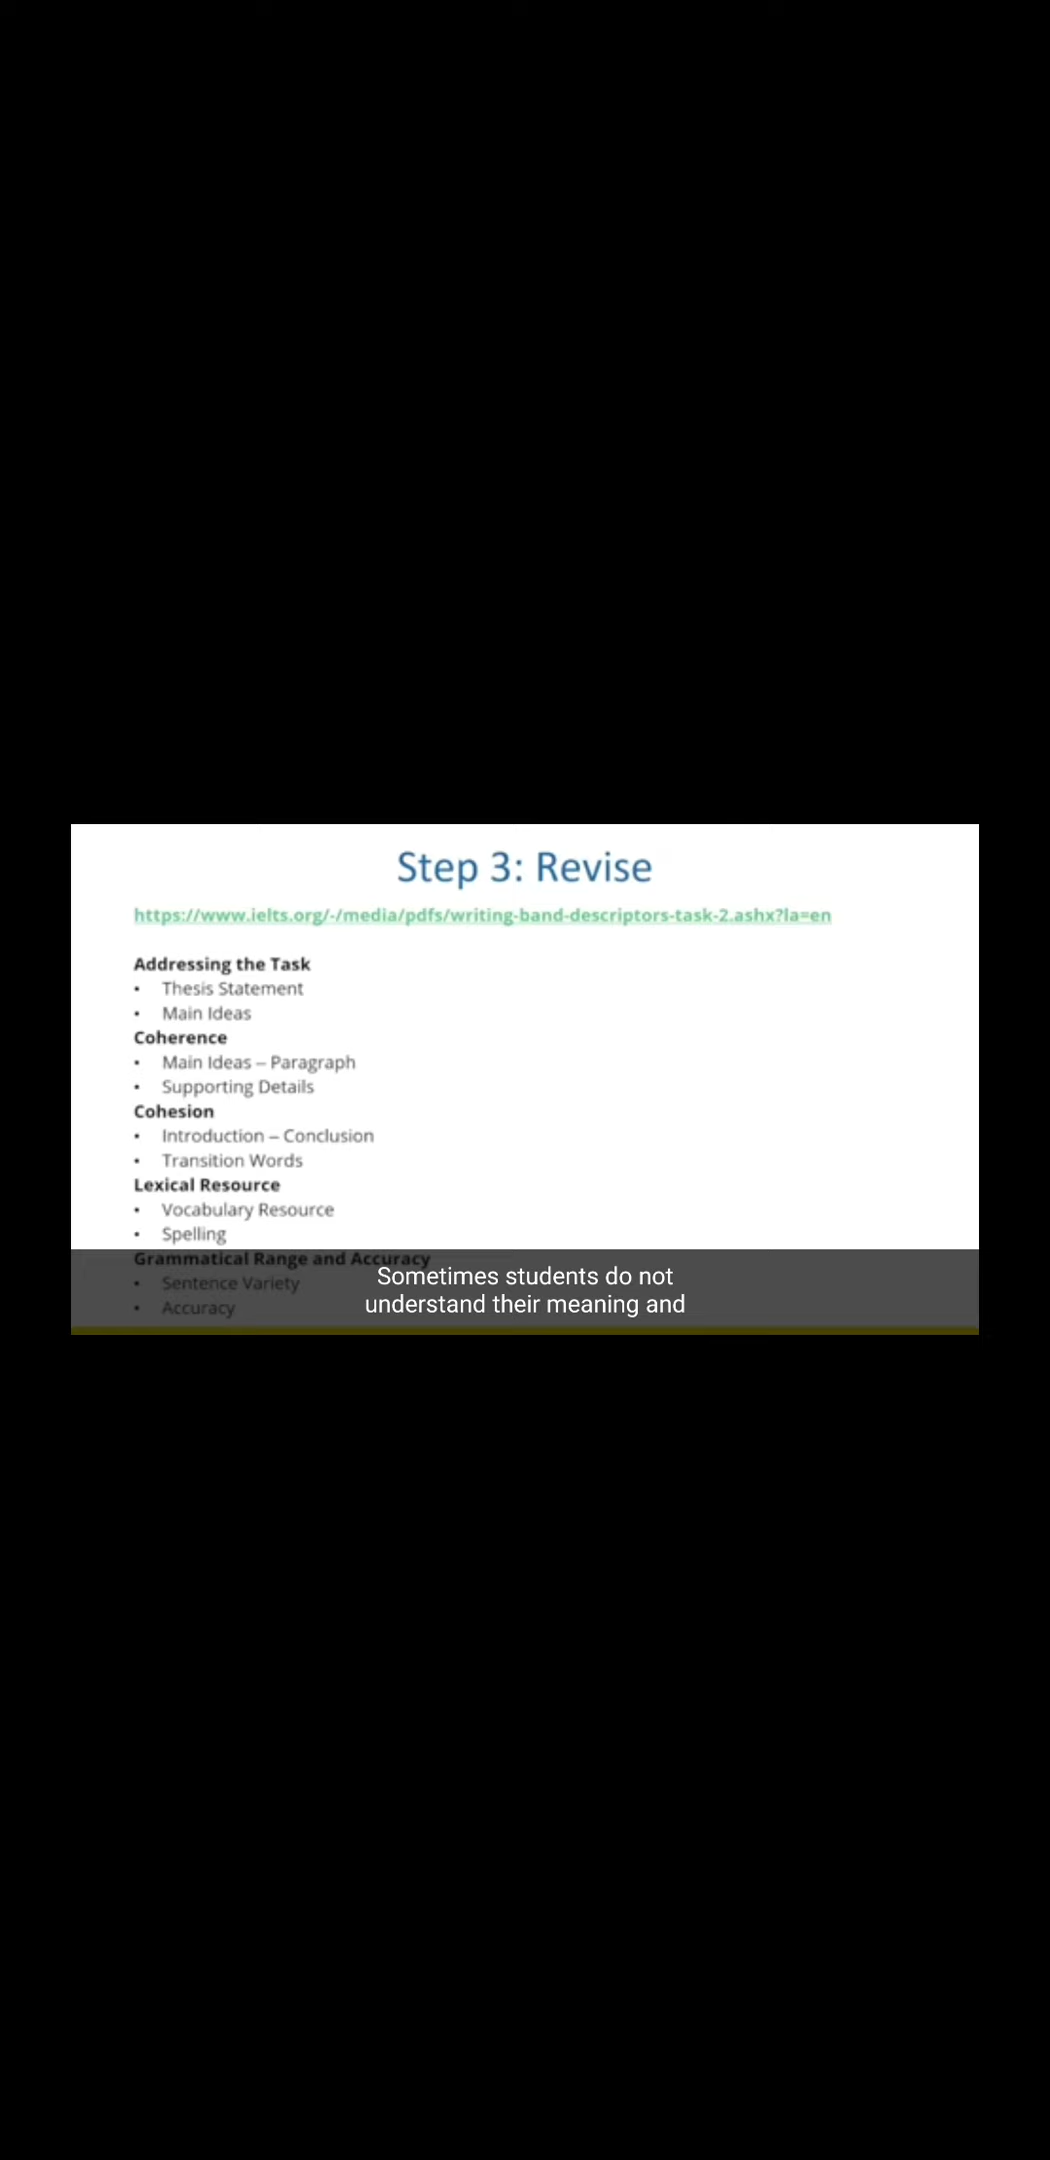 Step 3: Revise
https://www.ielts.org/-/media/pdfs/writing-band-descriptors-task-2.ashx?la=en
Addressing the Task
• Thesis Statement
• Main Ideas
Coherence
• Main Ideas – Paragraph
• Supporting Details
Cohesion
• Introduction – Conclusion
• Transition Words
Lexical Resource
• Vocabulary Resource
• Spelling
Grammatical Range and Accuracy
• Sentence Variety
• Accuracy
Sometimes students do not
understand their meaning and